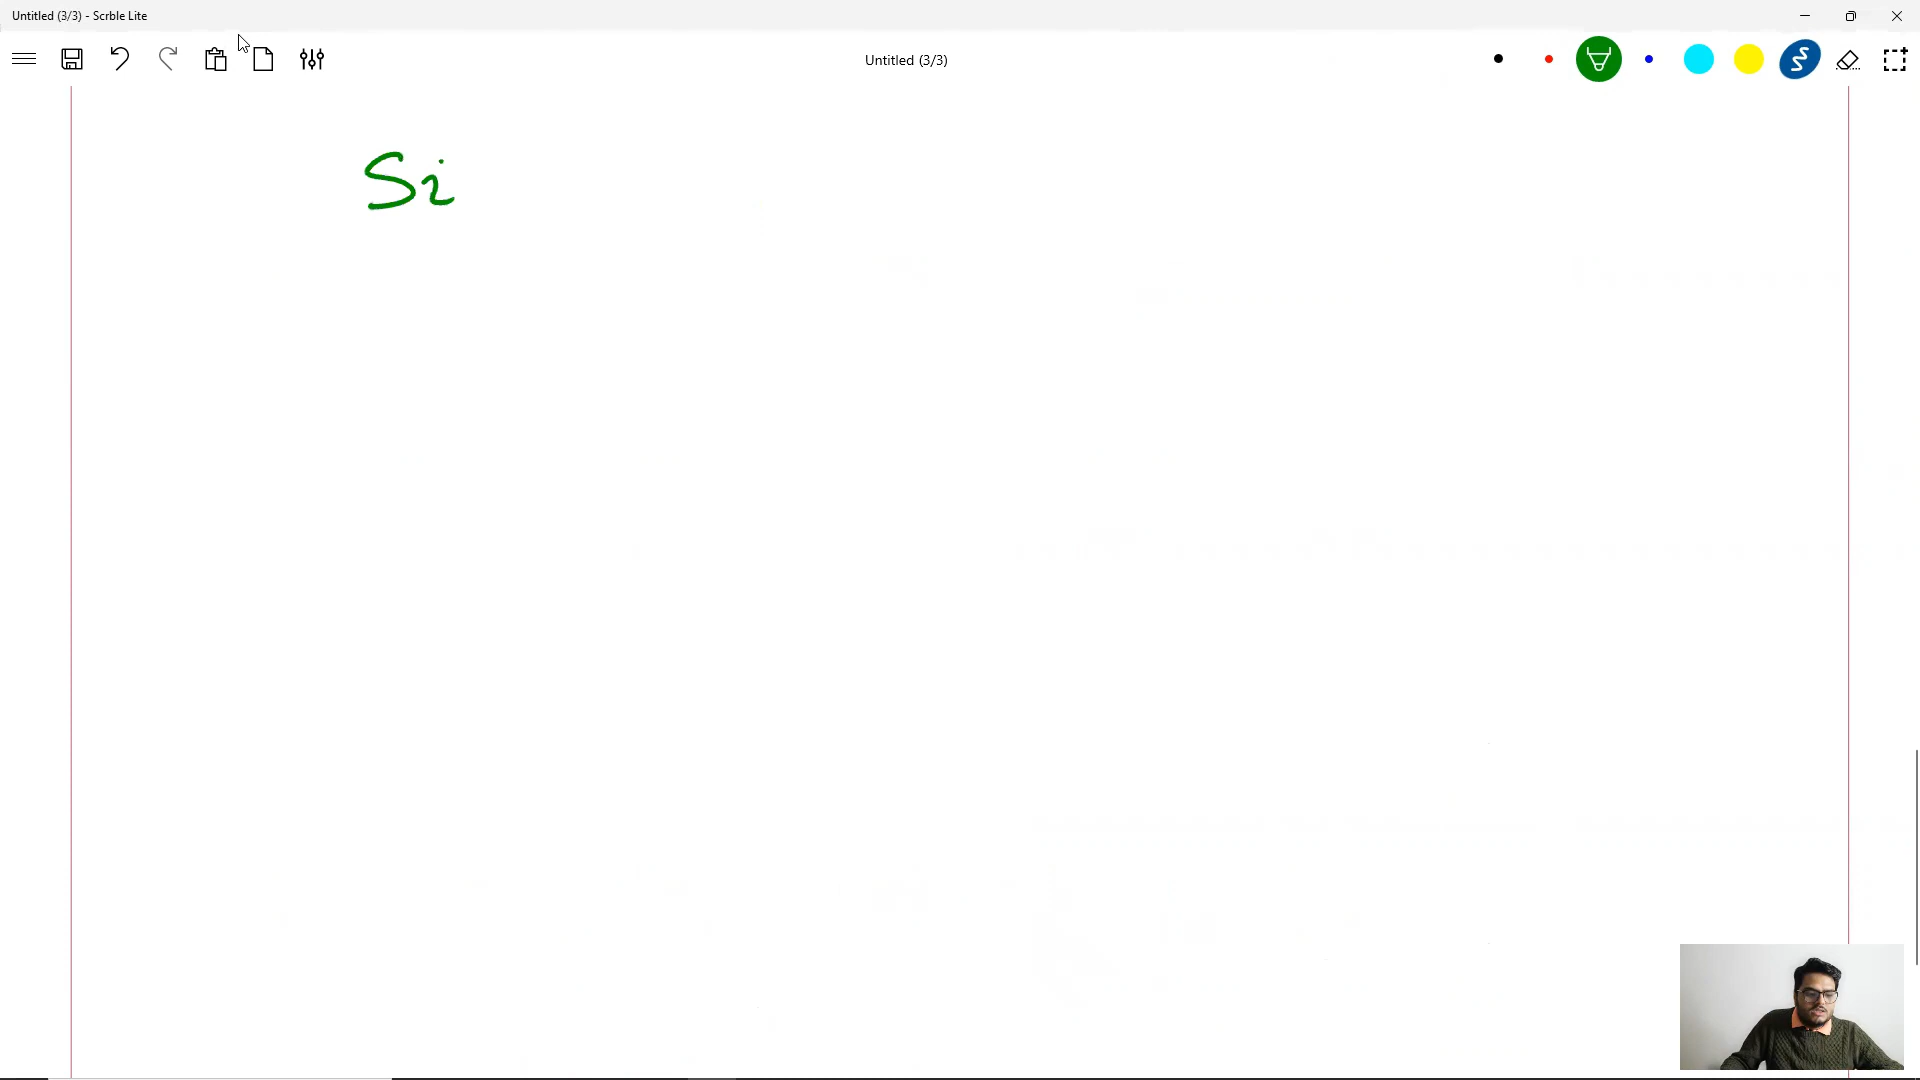 Untitled (3/3) - Scrble Lite
Untitled (3/3)
Si